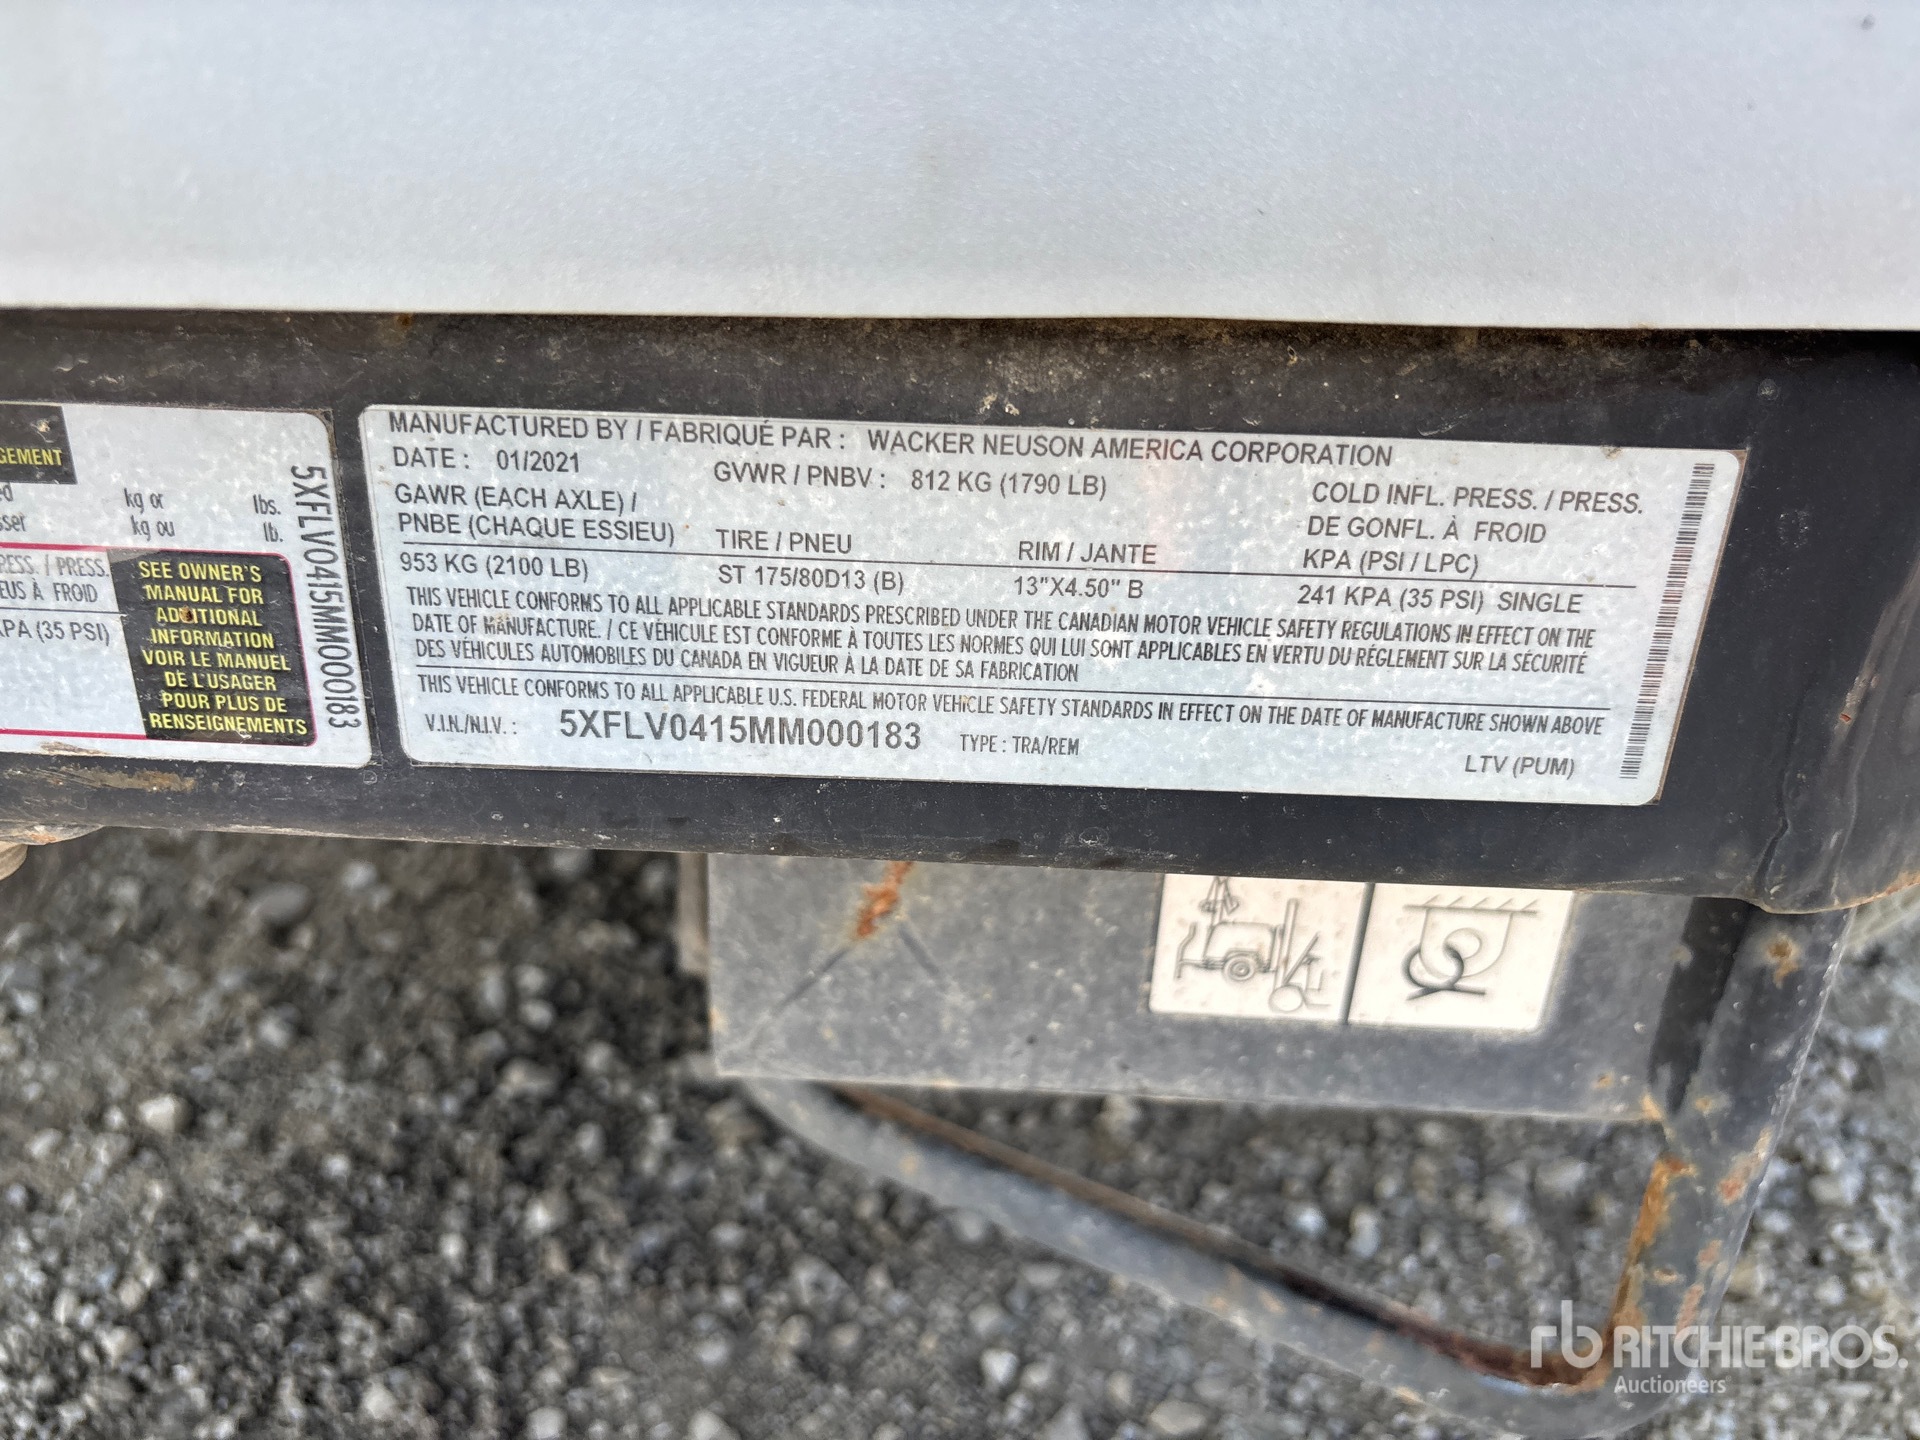 GEMENT
kg or lbs.
kg ou lb.
PRESS. / PRESS.
EUS À FROID
KPA (35 PSI)
SEE OWNER'S
MANUAL FOR
ADDITIONAL
INFORMATION
VOIR LE MANUEL
DE L'USAGER
POUR PLUS DE
RENSEIGNEMENTS
5XFLV0415MM000183
MANUFACTURED BY / FABRIQUÉ PAR : WACKER NEUSON AMERICA CORPORATION
DATE : 01/2021 GVWR / PNBV : 812 KG (1790 LB)
GAWR (EACH AXLE) / COLD INFL. PRESS. / PRESS.
PNBE (CHAQUE ESSIEU) TIRE / PNEU RIM / JANTE DE GONFL. À FROID
KPA (PSI / LPC)
953 KG (2100 LB) ST 175/80D13 (B) 13"X4.50" B 241 KPA (35 PSI) SINGLE
THIS VEHICLE CONFORMS TO ALL APPLICABLE STANDARDS PRESCRIBED UNDER THE CANADIAN MOTOR VEHICLE SAFETY REGULATIONS IN EFFECT ON THE
DATE OF MANUFACTURE. / CE VÉHICULE EST CONFORME À TOUTES LES NORMES QUI LUI SONT APPLICABLES EN VERTU DU RÉGLEMENT SUR LA SÉCURITÉ
DES VÉHICULES AUTOMOBILES DU CANADA EN VIGUEUR À LA DATE DE SA FABRICATION
THIS VEHICLE CONFORMS TO ALL APPLICABLE U.S. FEDERAL MOTOR VEHICLE SAFETY STANDARDS IN EFFECT ON THE DATE OF MANUFACTURE SHOWN ABOVE
V.I.N./N.I.V. : 5XFLV0415MM000183 TYPE : TRA/REM LTV (PUM)
rb RITCHIE BROS.
Auctioneers